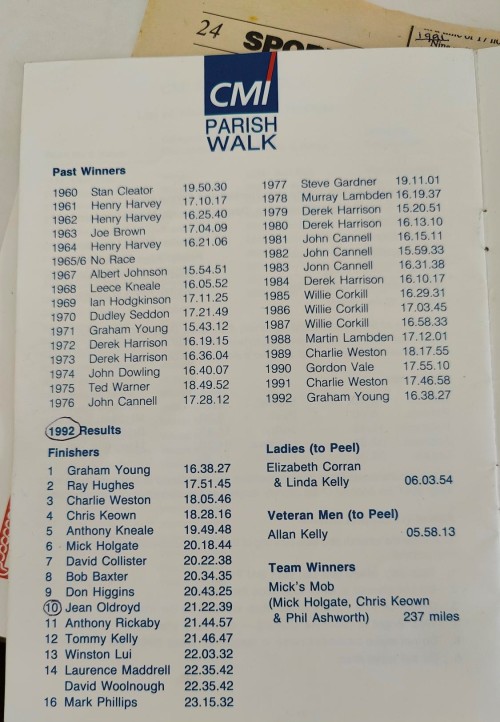 24 SPOR
1981
CMI
PARISH
WALK
Past Winners
1960 Stan Cleator 19.50.30
1961 Henry Harvey 17.10.17
1962 Henry Harvey 16.25.40
1963 Joe Brown 17.04.09
1964 Henry Harvey 16.21.06
1965/6 No Race
1967 Albert Johnson 15.54.51
1968 Leece Kneale 16.05.52
1969 Ian Hodgkinson 17.11.25
1970 Dudley Seddon 17.21.49
1971 Graham Young 15.43.12
1972 Derek Harrison 16.19.15
1973 Derek Harrison 16.36.04
1974 John Dowling 16.40.07
1975 Ted Warner 18.49.52
1976 John Cannell 17.28.12
1977 Steve Gardner 19.11.01
1978 Murray Lambden 16.19.37
1979 Derek Harrison 15.20.51
1980 Derek Harrison 16.13.10
1981 John Cannell 16.15.11
1982 John Cannell 15.59.33
1983 Jonn Cannell 16.31.38
1984 Derek Harrison 16.10.17
1985 Willie Corkill 16.29.31
1986 Willie Corkill 17.03.45
1987 Willie Corkill 16.58.33
1988 Martin Lambden 17.12.01
1989 Charlie Weston 18.17.55
1990 Gordon Vale 17.55.10
1991 Charlie Weston 17.46.58
1992 Graham Young 16.38.27
1992 Results
Finishers
1 Graham Young 16.38.27
2 Ray Hughes 17.51.45
3 Charlie Weston 18.05.46
4 Chris Keown 18.28.16
5 Anthony Kneale 19.49.48
6 Mick Holgate 20.18.44
7 David Collister 20.22.38
8 Bob Baxter 20.34.35
9 Don Higgins 20.43.25
10 Jean Oldroyd 21.22.39
11 Anthony Rickaby 21.44.57
12 Tommy Kelly 21.46.47
13 Winston Lui 22.03.32
14 Laurence Maddrell 22.35.42
David Woolnough 22.35.42
16 Mark Phillips 23.15.32
Ladies (to Peel)
Elizabeth Corran
& Linda Kelly 06.03.54
Veteran Men (to Peel)
Allan Kelly 05.58.13
Team Winners
Mick's Mob
(Mick Holgate, Chris Keown
& Phil Ashworth) 237 miles